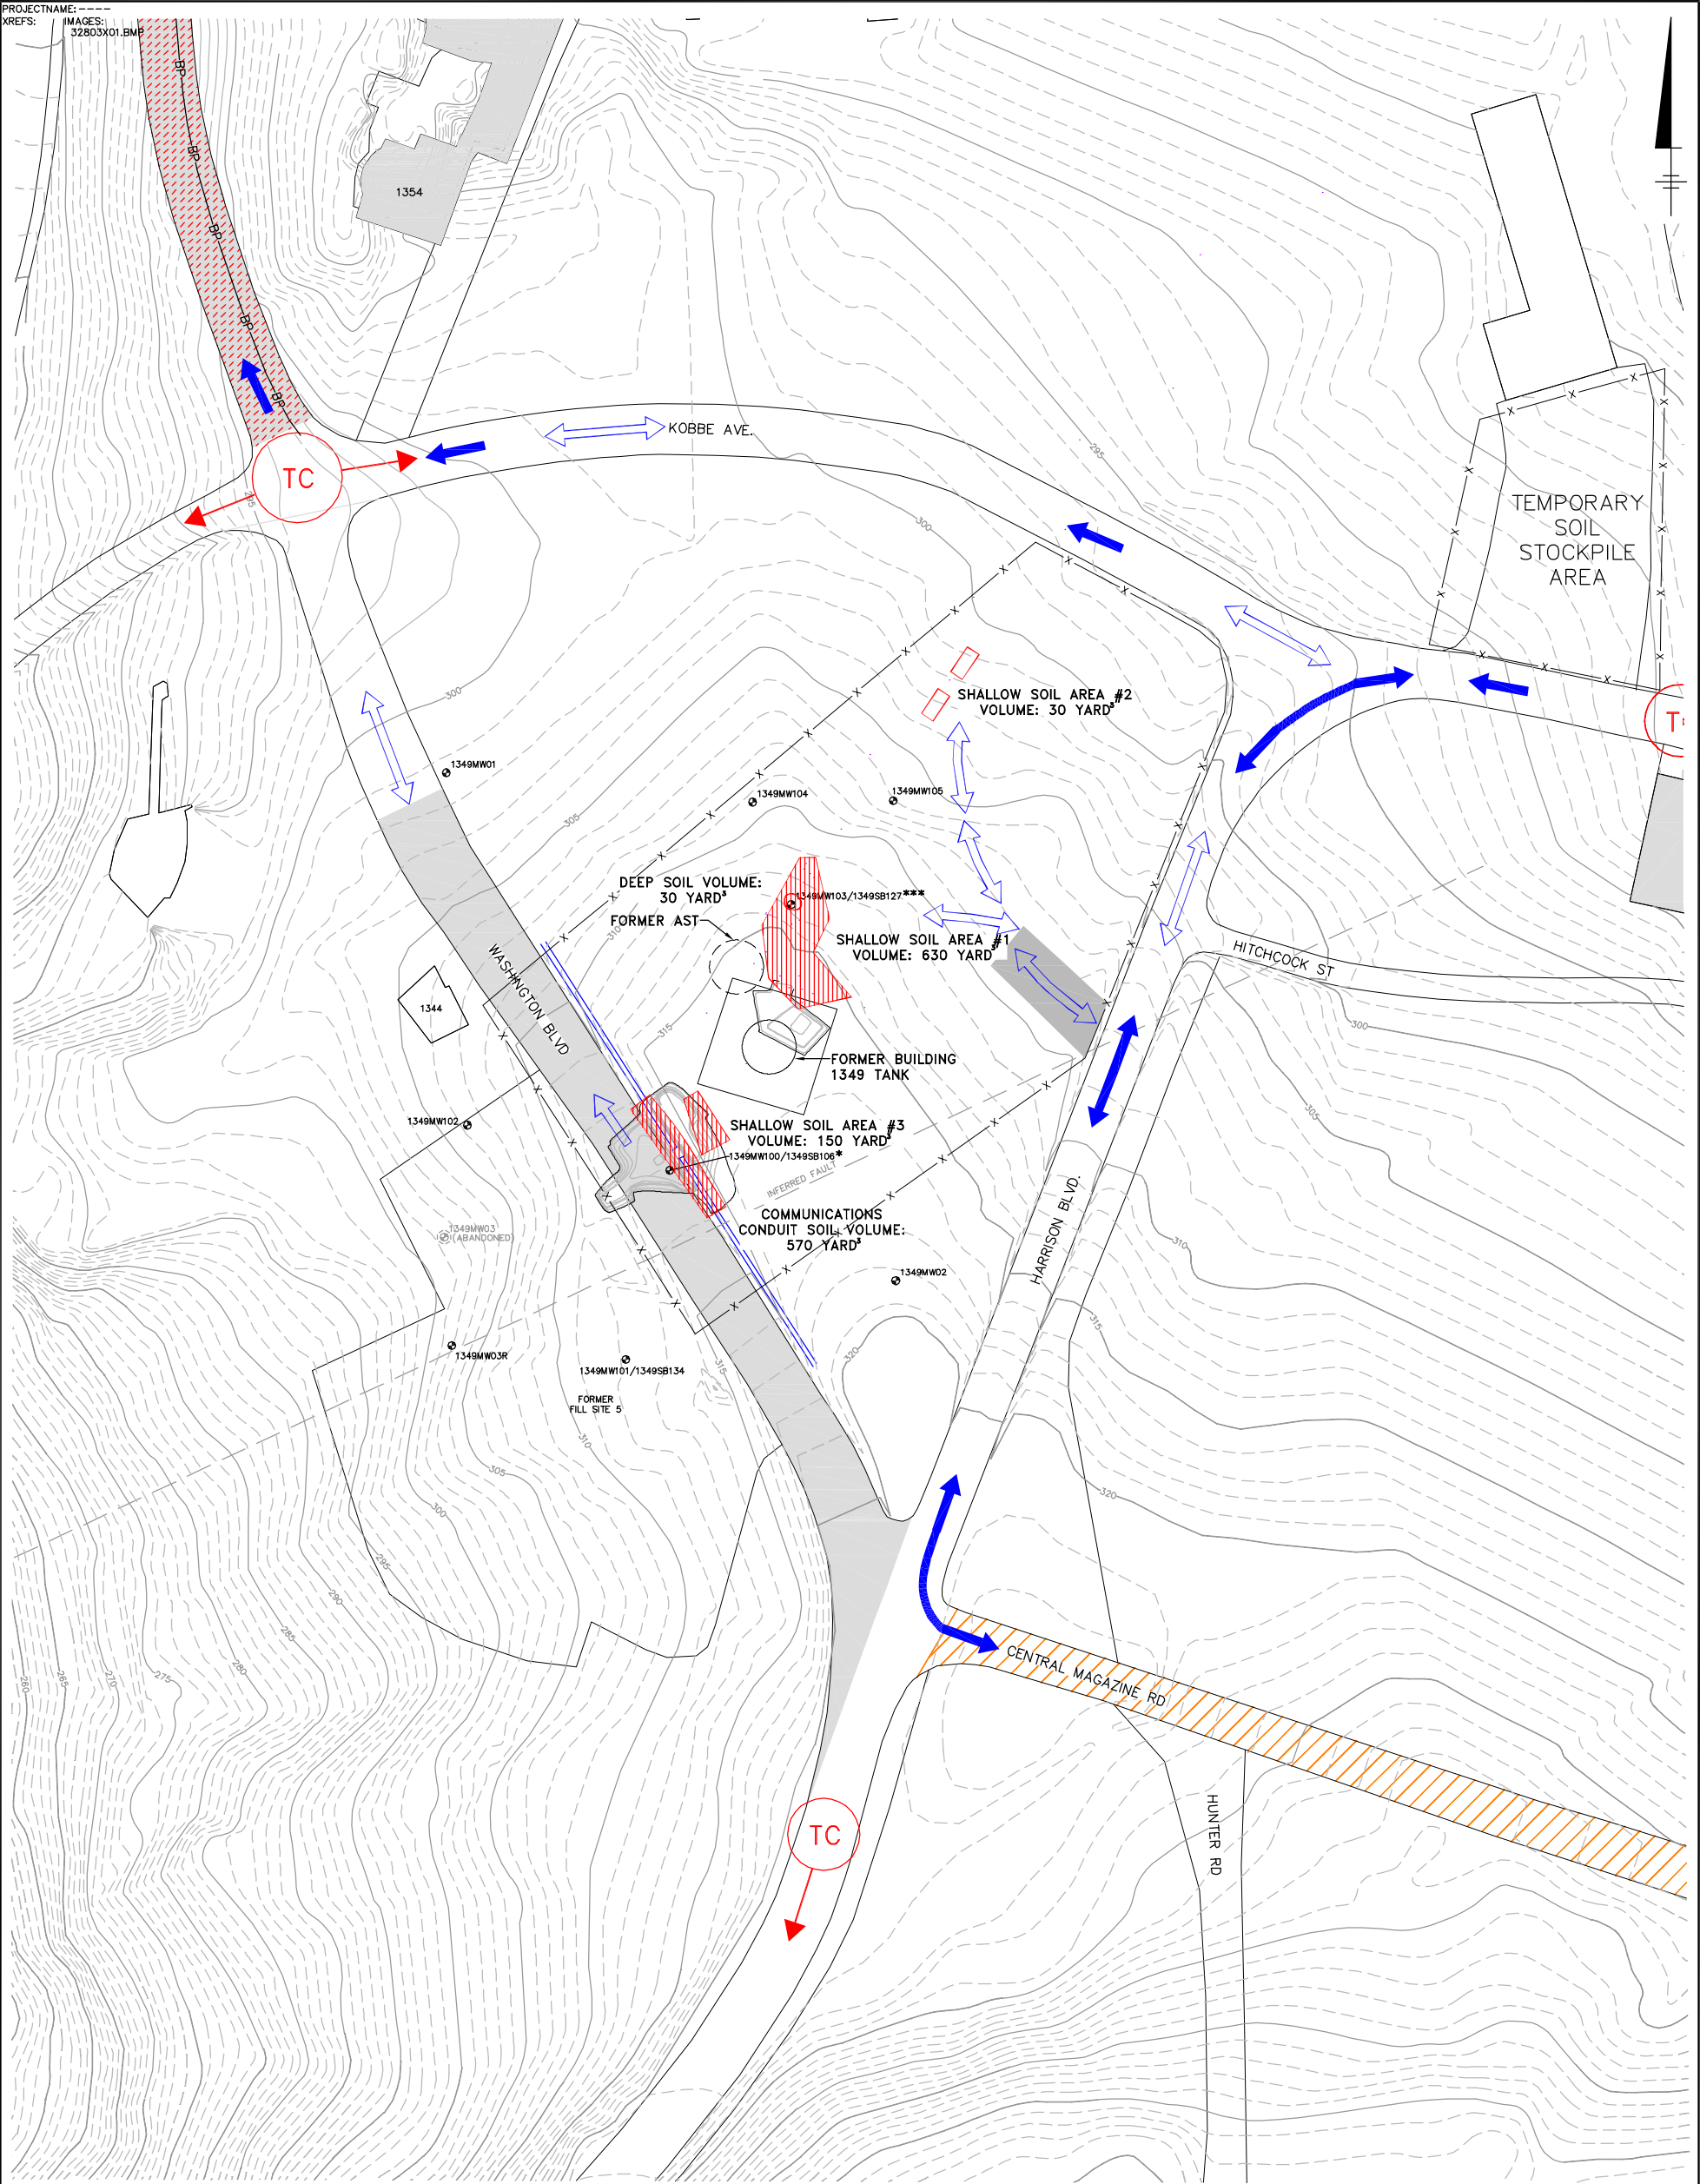 PROJECTNAME: ----
XREFS: IMAGES:
32803X01.BMP
BP
BP
BP
BP
BP
1354
TC
KOBBE AVE.
295
295
300
TEMPORARY
SOIL
STOCKPILE
AREA
300
SHALLOW SOIL AREA #2
VOLUME: 30 YARD³
1349MW01
1349MW104
1349MW105
305
DEEP SOIL VOLUME:
30 YARD³
1349MW103/1349SB127***
FORMER AST
310
SHALLOW SOIL AREA #1
VOLUME: 630 YARD³
HITCHCOCK ST
WASHINGTON BLVD
1344
315
300
FORMER BUILDING
1349 TANK
305
1349MW102
SHALLOW SOIL AREA #3
VOLUME: 150 YARD³
1349MW100/1349SB106*
INFERRED FAULT
COMMUNICATIONS
CONDUIT SOIL VOLUME:
570 YARD³
1349MW03
(ABANDONED)
HARRISON BLVD.
310
1349MW02
315
320
1349MW03R
1349MW101/1349SB134
315
FORMER
FILL SITE 5
310
305
320
300
295
290
285
280
275
270
265
260
CENTRAL MAGAZINE RD
HUNTER RD
TC